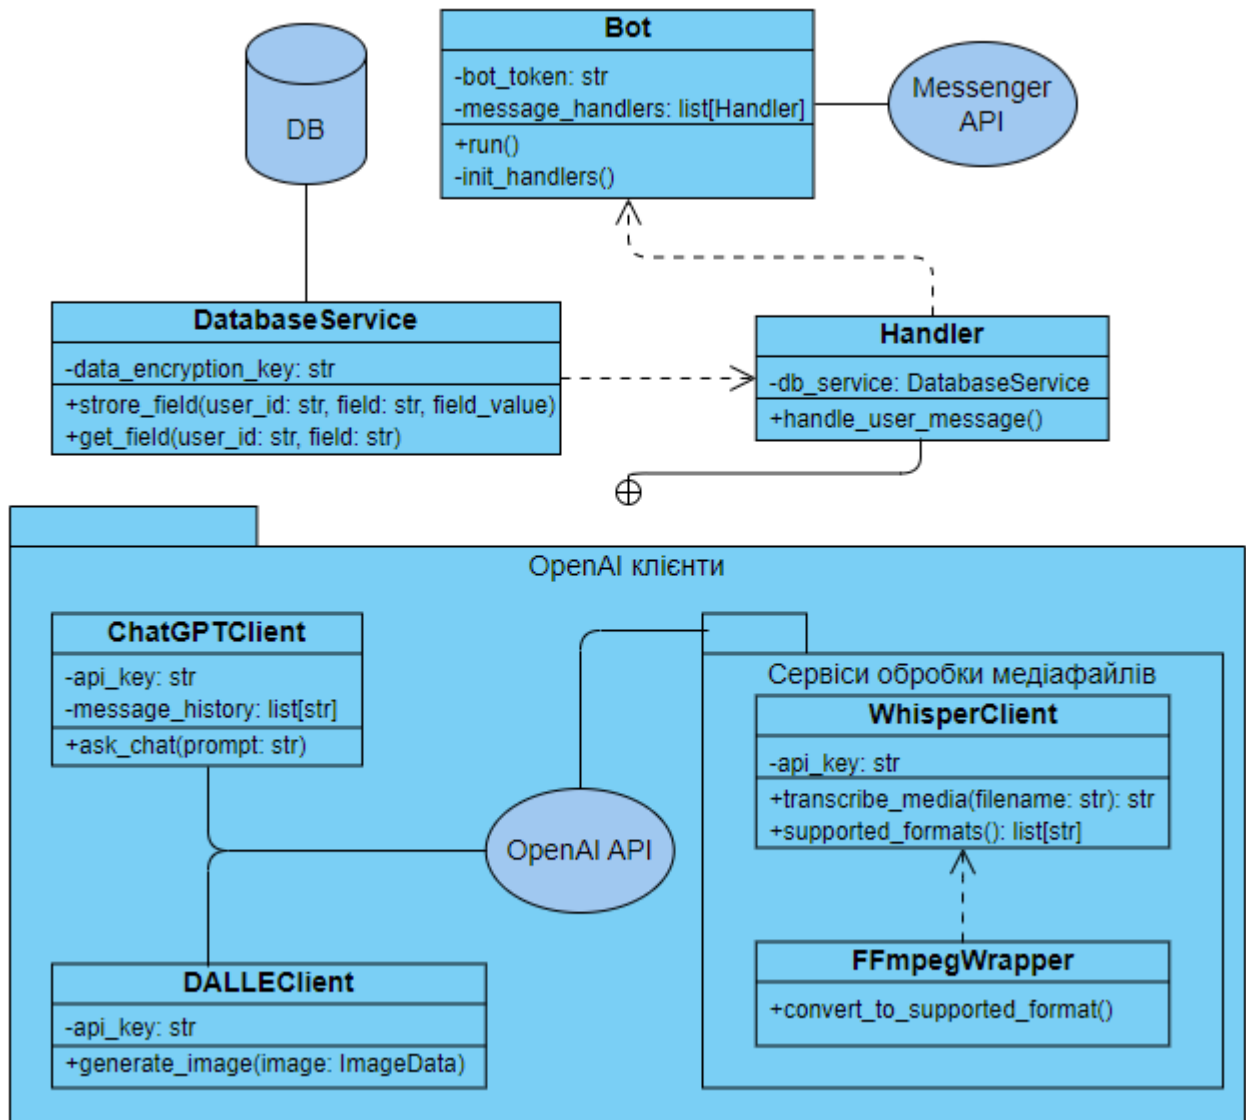 DB
Bot
-bot_token: str
-message_handlers: list[Handler]
+run()
-init_handlers()
Messenger
API
DatabaseService
-data_encryption_key: str
+strore_field(user_id: str, field: str, field_value)
+get_field(user_id: str, field: str)
Handler
-db_service: DatabaseService
+handle_user_message()
OpenAI клієнти
ChatGPTClient
-api_key: str
-message_history: list[str]
+ask_chat(prompt: str)
OpenAI API
DALLEClient
-api_key: str
+generate_image(image: ImageData)
Сервіси обробки медіафайлів
WhisperClient
-api_key: str
+transcribe_media(filename: str): str
+supported_formats(): list[str]
FFmpegWrapper
+convert_to_supported_format()